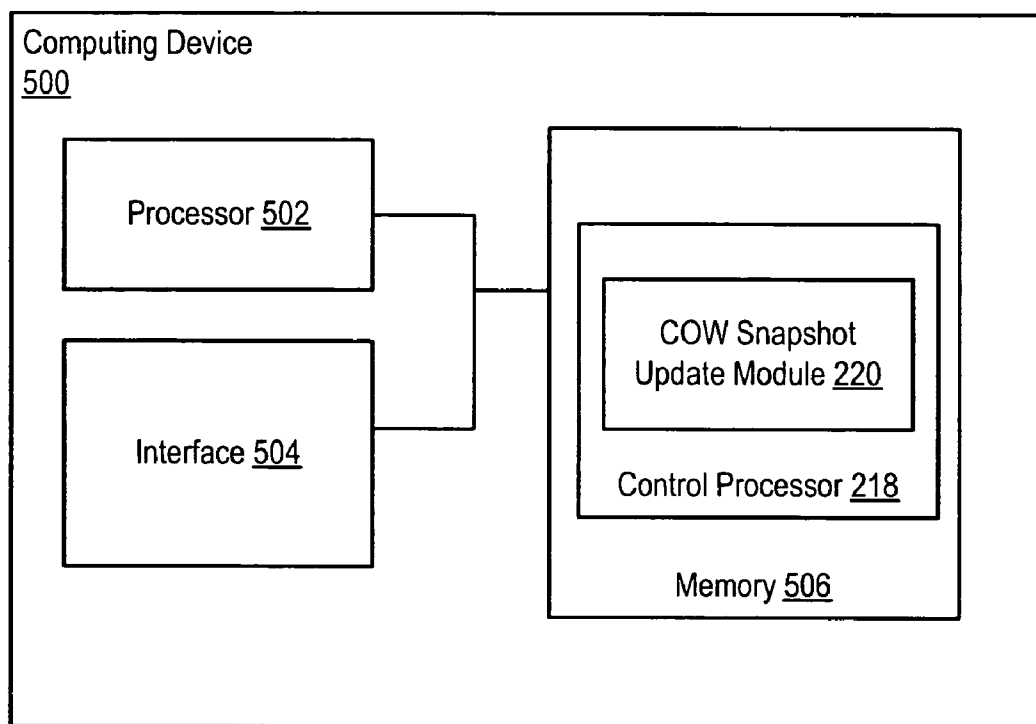 Computing Device
500
Processor 502
Interface 504
COW Snapshot
Update Module 220
Control Processor 218
Memory 506